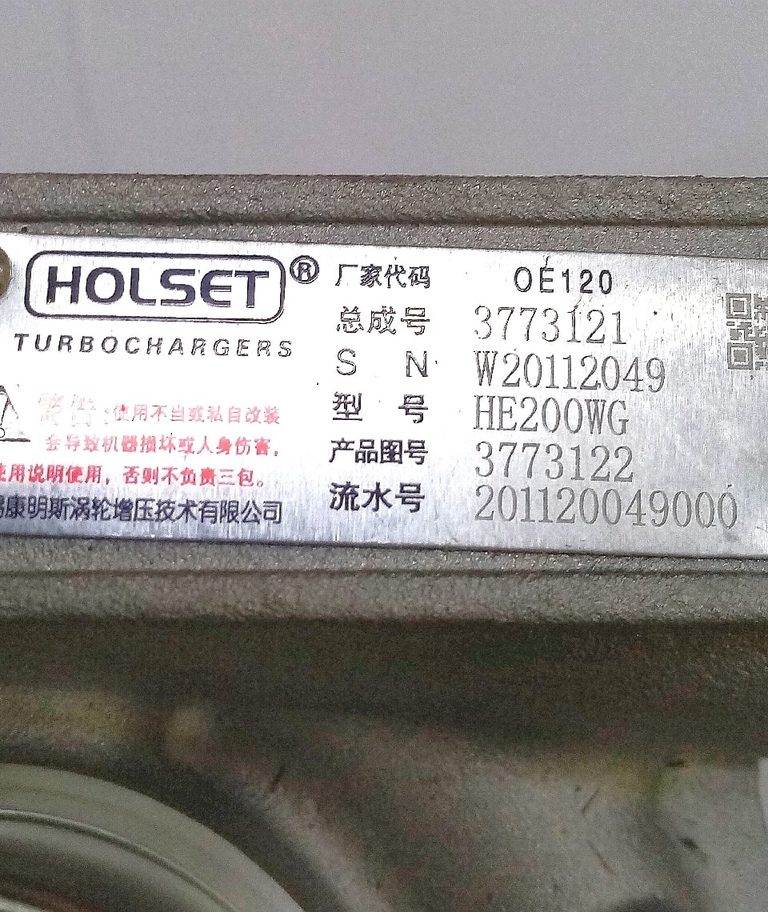 HOLSET®
TURBOCHARGERS
警告:使用不当或私自改装
会导致机器损坏或人身伤害,
使用说明使用,否则不负责三包。
康明斯涡轮增压技术有限公司
厂家代码 OE120
总成号 3773121
S N W20112049
型 号 HE200WG
产品图号 3773122
流水号 201120049000